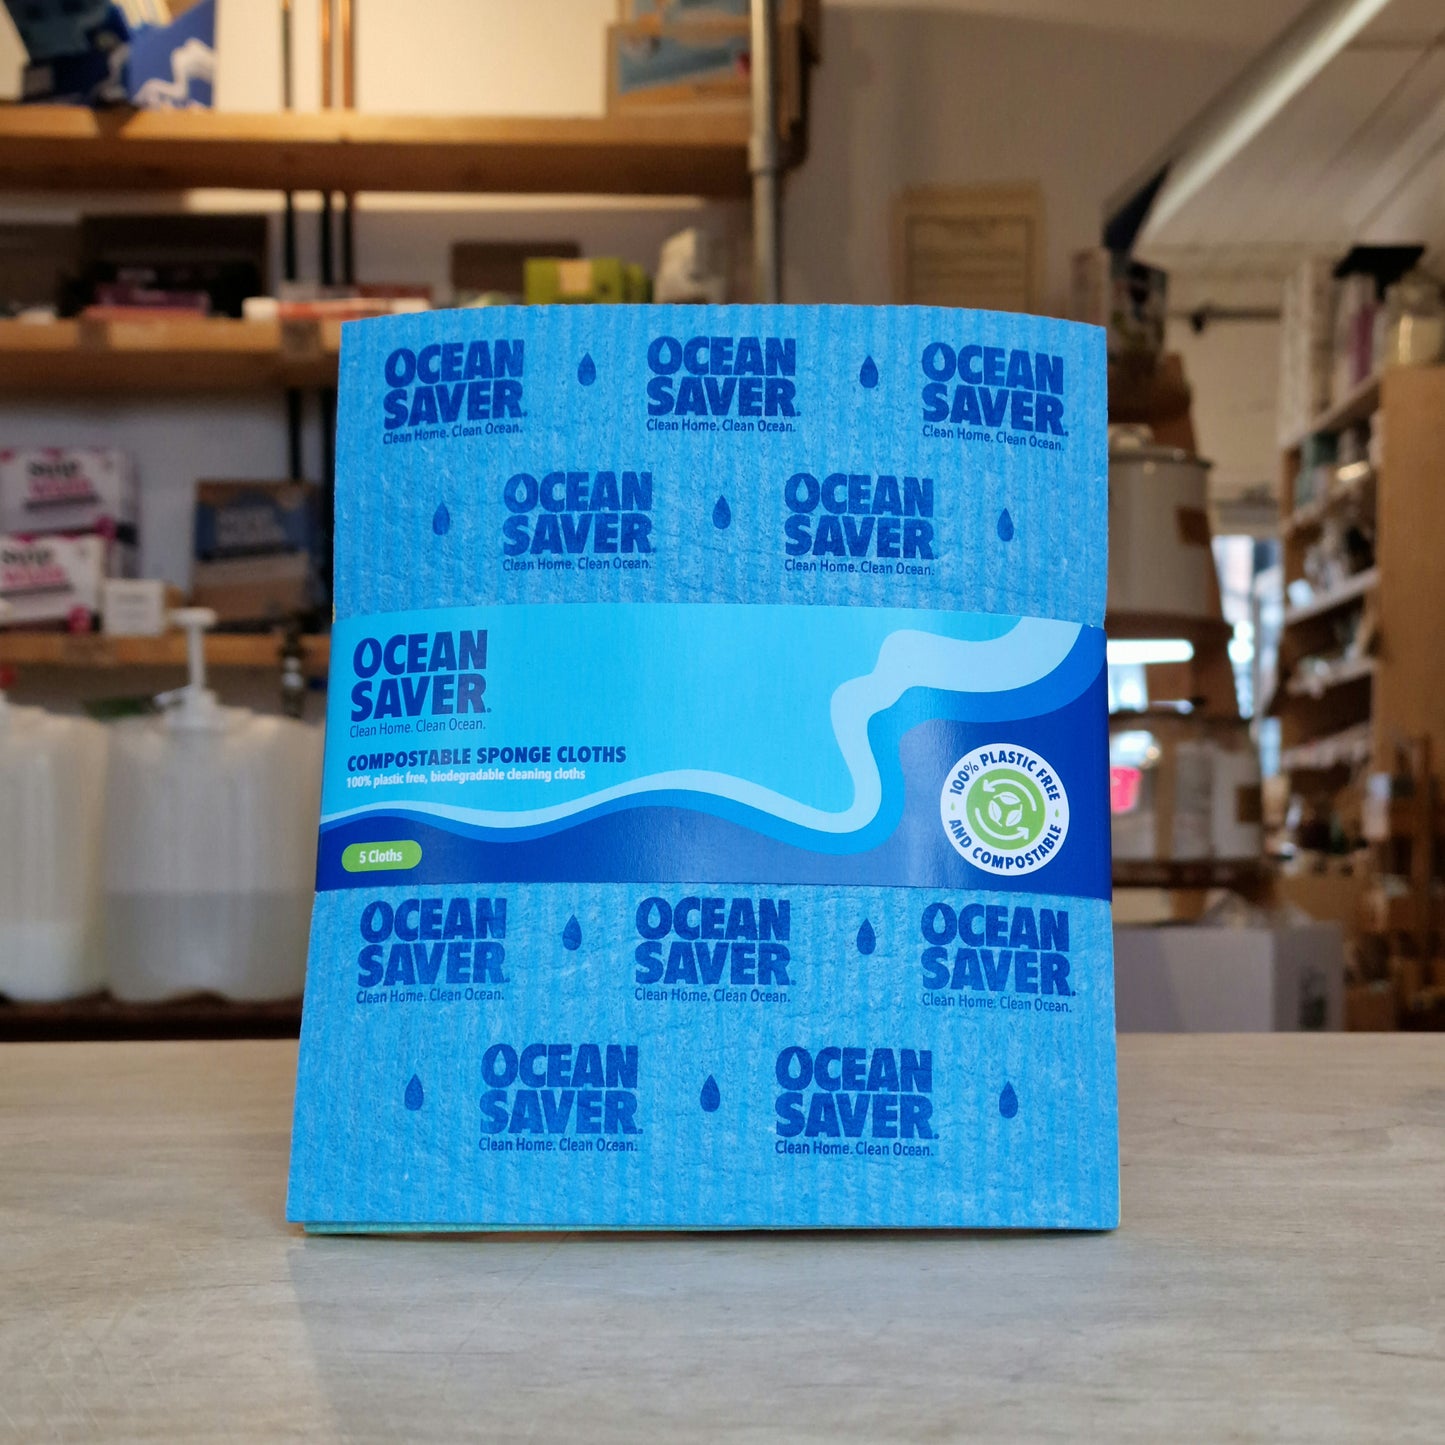 OCEAN
SAVER
Clean Home. Clean Ocean.
OCEAN
SAVER
Clean Home. Clean Ocean.
OCEAN
SAVER
Clean Home. Clean Ocean.
OCEAN
SAVER
Clean Home. Clean Ocean.
OCEAN
SAVER
Clean Home. Clean Ocean.
OCEAN
SAVER
Clean Home. Clean Ocean.
COMPOSTABLE SPONGE CLOTHS
100% plastic free, biodegradable cleaning cloths
5 Cloths
100% PLASTIC FREE
AND COMPOSTABLE
OCEAN
SAVER
Clean Home. Clean Ocean.
OCEAN
SAVER
Clean Home. Clean Ocean.
OCEAN
SAVER
Clean Home. Clean Ocean.
OCEAN
SAVER
Clean Home. Clean Ocean.
OCEAN
SAVER
Clean Home. Clean Ocean.